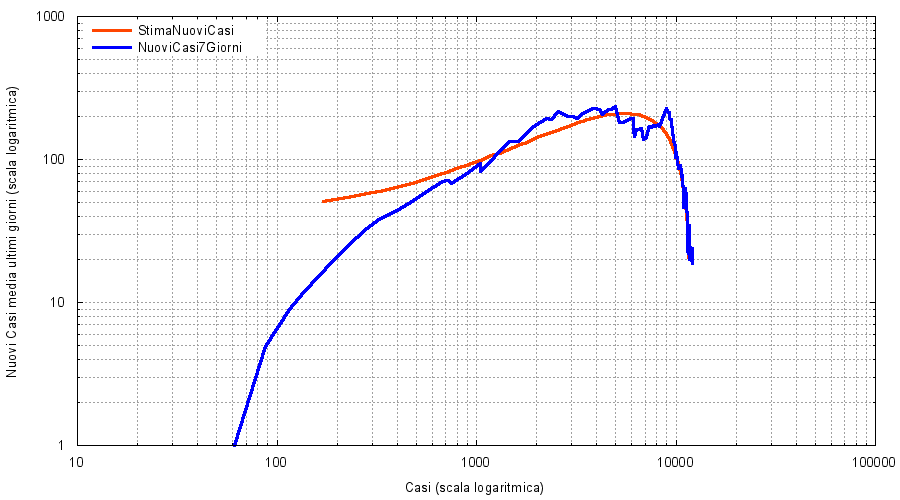 1000
StimaNuoviCasi
NuoviCasi7Giorni
100
10
1
Nuovi Casi media ultimi giorni (scala logaritmica)
10
100
1000
10000
100000
Casi (scala logaritmica)